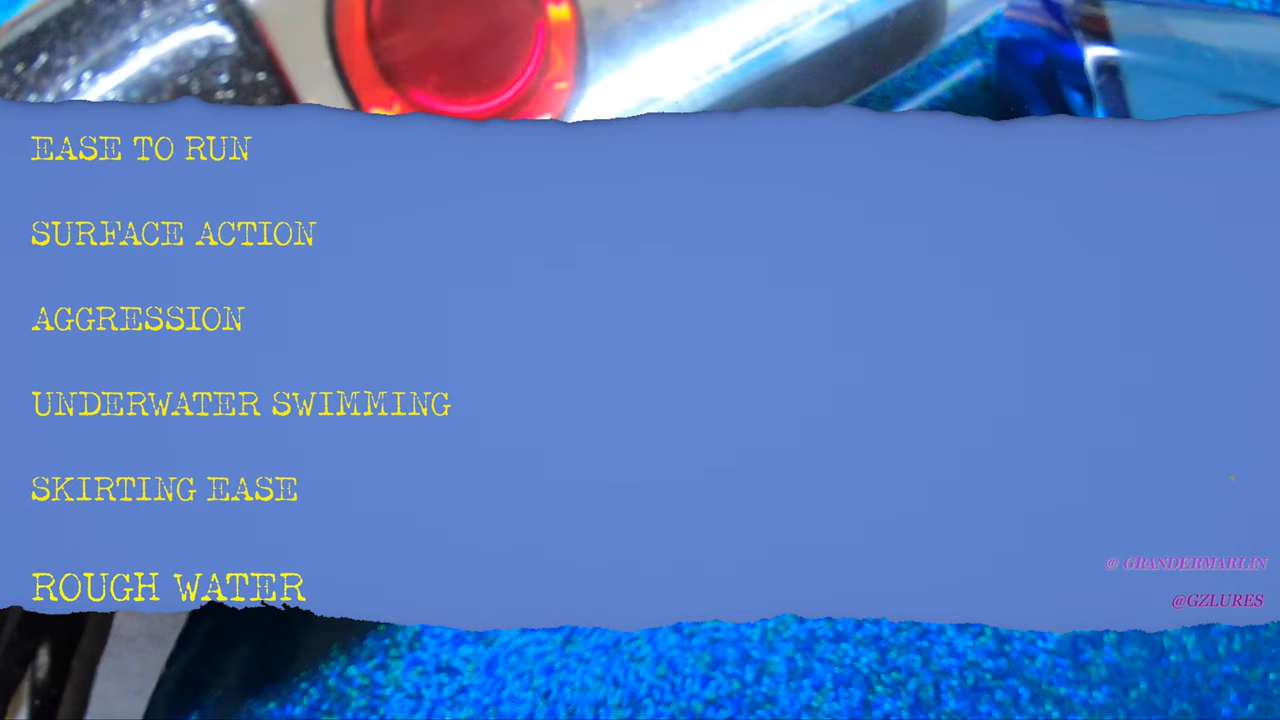 EASE TO RUN
SURFACE ACTION
AGGRESSION
UNDERWATER SWIMMING
SKIRTING EASE
ROUGH WATER
@ GRANDERMARLIN
@GZLURES